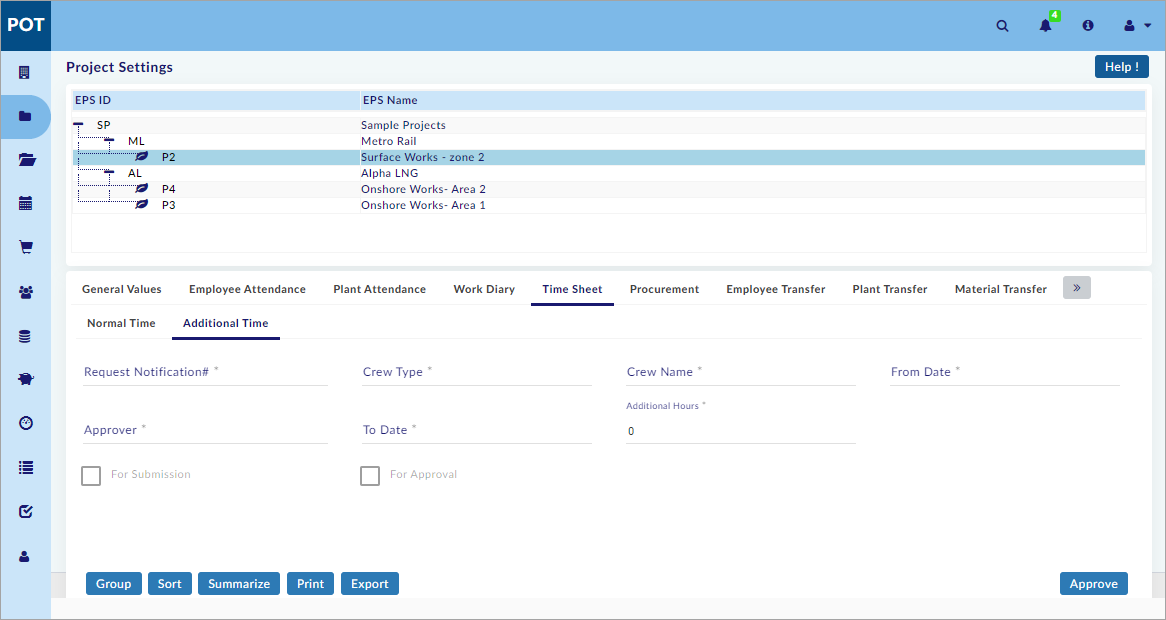 POT
4
Project Settings
Help !
EPS ID EPS Name
SP Sample Projects
ML Metro Rail
P2 Surface Works - zone 2
AL Alpha LNG
P4 Onshore Works- Area 2
P3 Onshore Works- Area 1
General Values Employee Attendance Plant Attendance Work Diary Time Sheet Procurement Employee Transfer Plant Transfer Material Transfer »
Normal Time Additional Time
Request Notification# * Crew Type * Crew Name * From Date *
Additional Hours *
Approver * To Date * 0
For Submission For Approval
Group Sort Summarize Print Export Approve